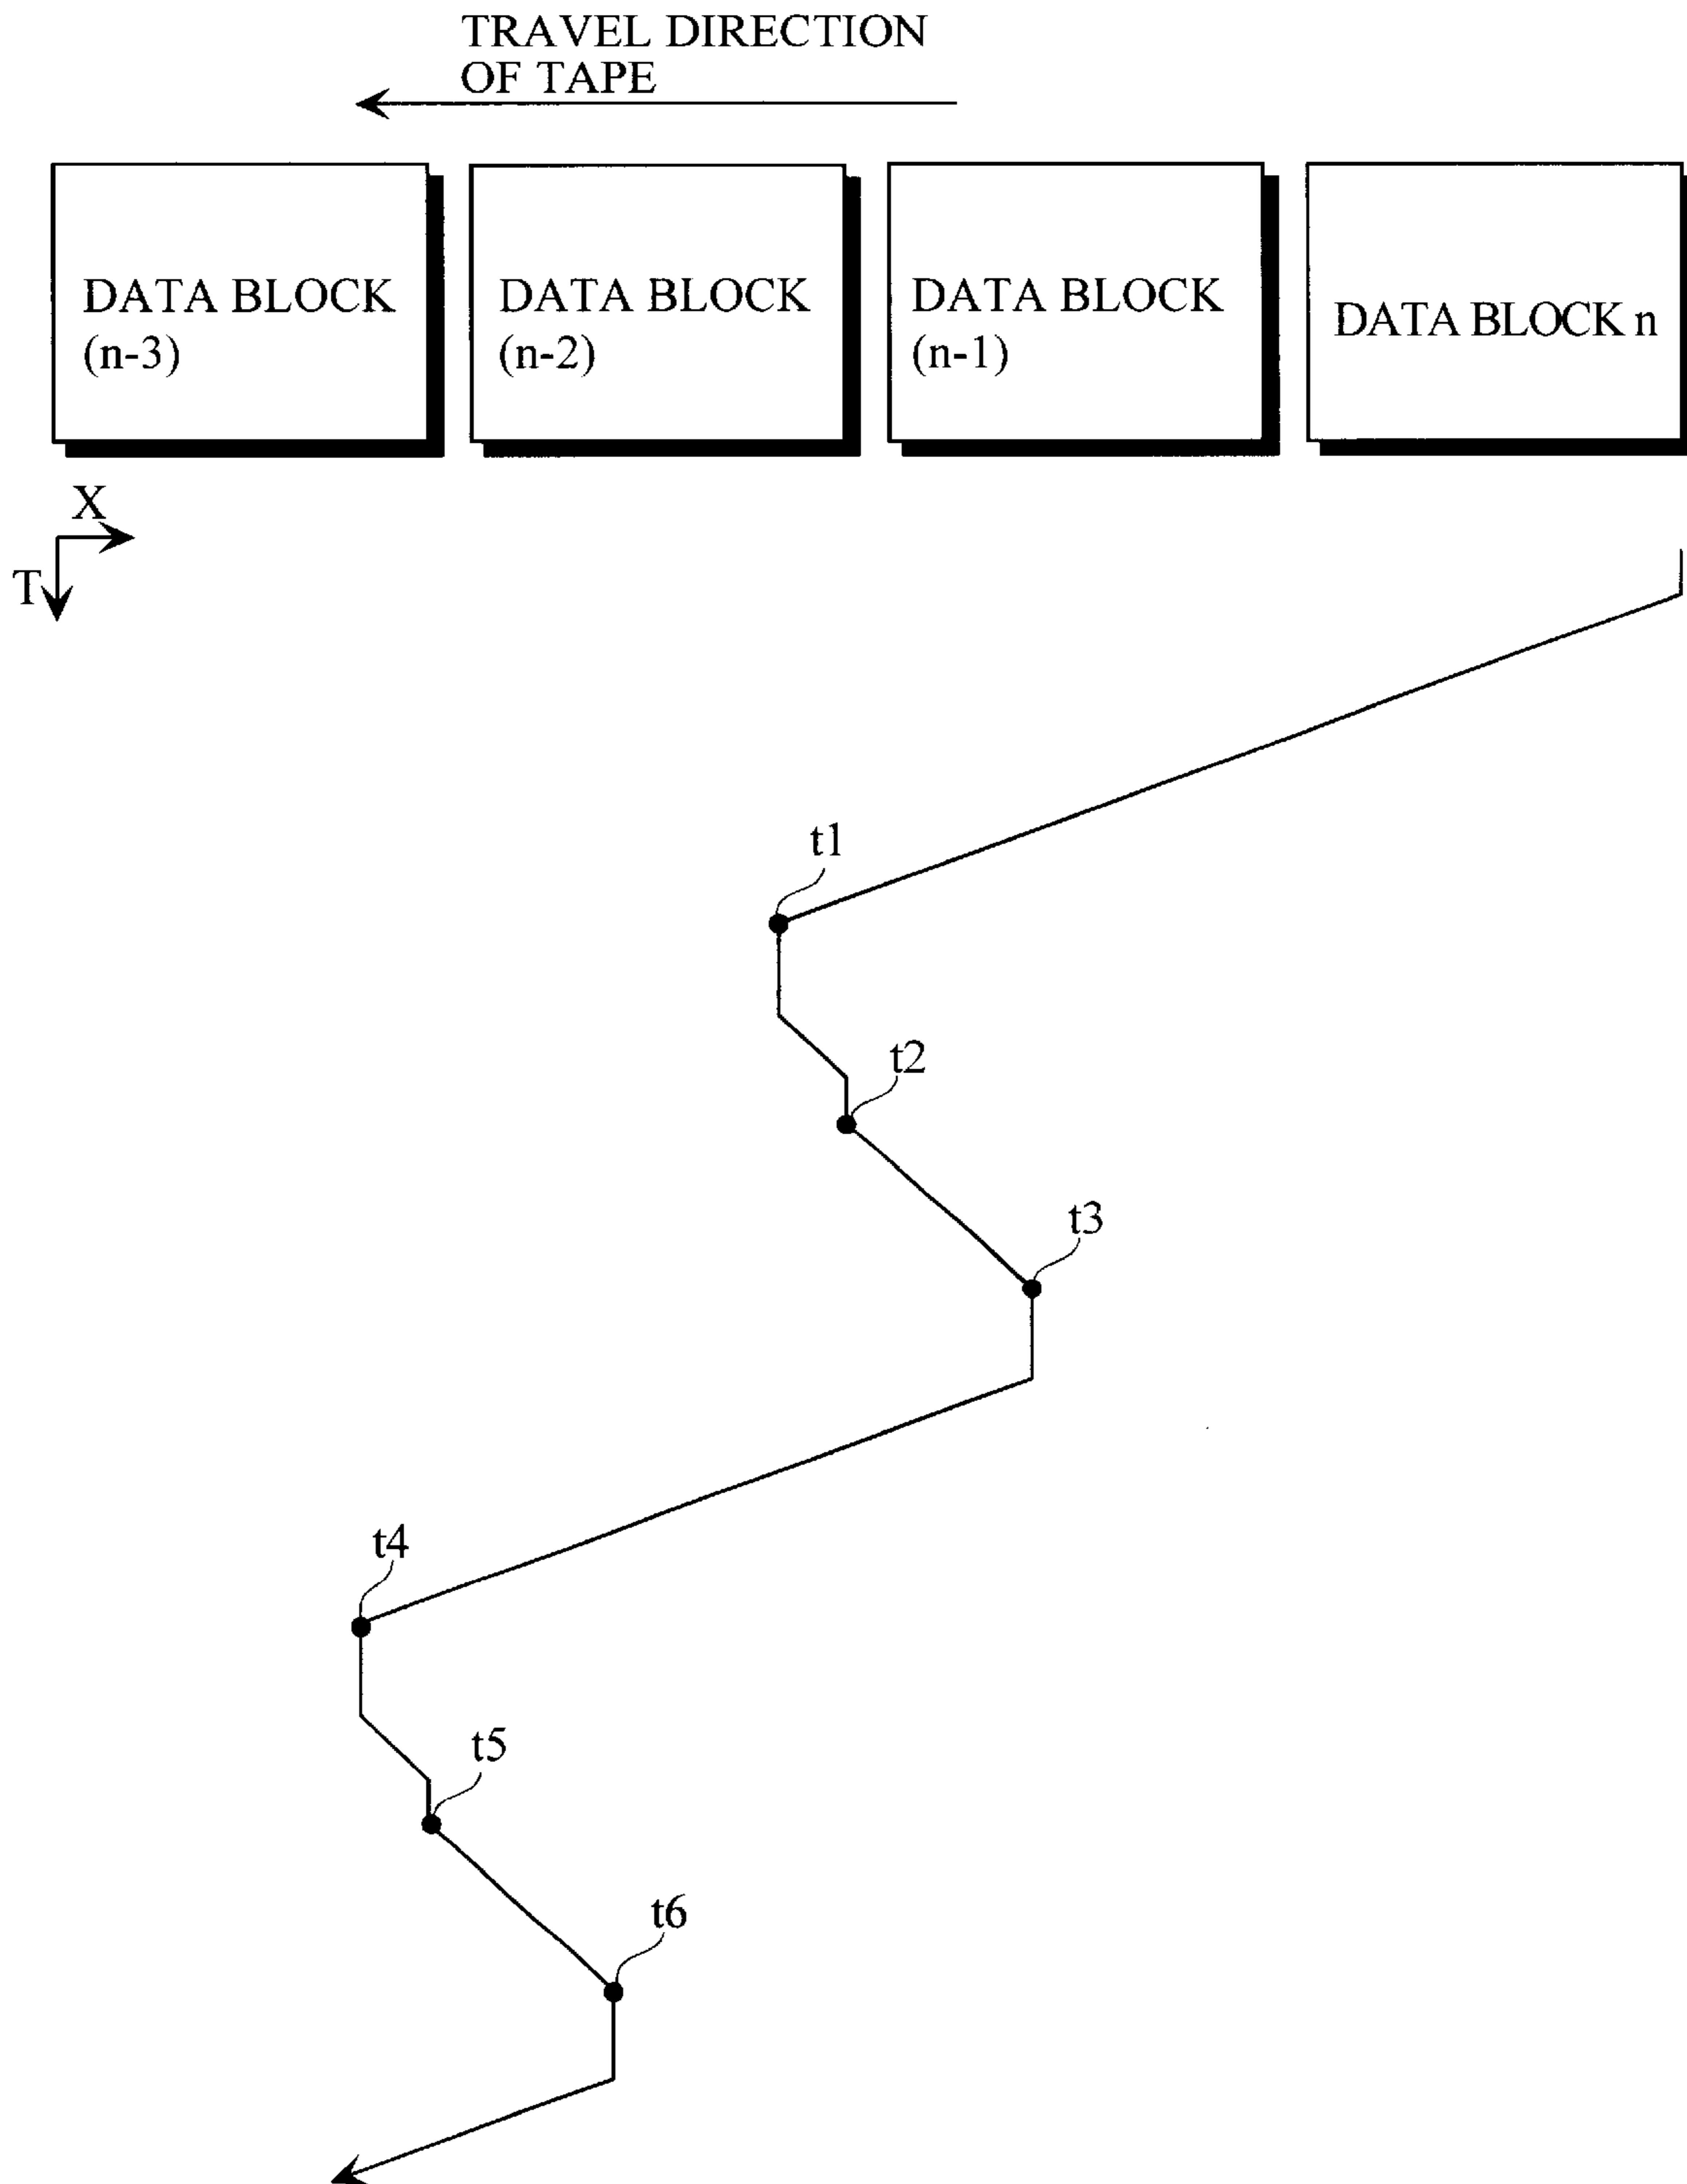 TRAVEL DIRECTION
OF TAPE
DATA BLOCK
(n-3)
DATA BLOCK
(n-2)
DATA BLOCK
(n-1)
DATA BLOCK n
X
T
t1
t2
t3
t4
t5
t6